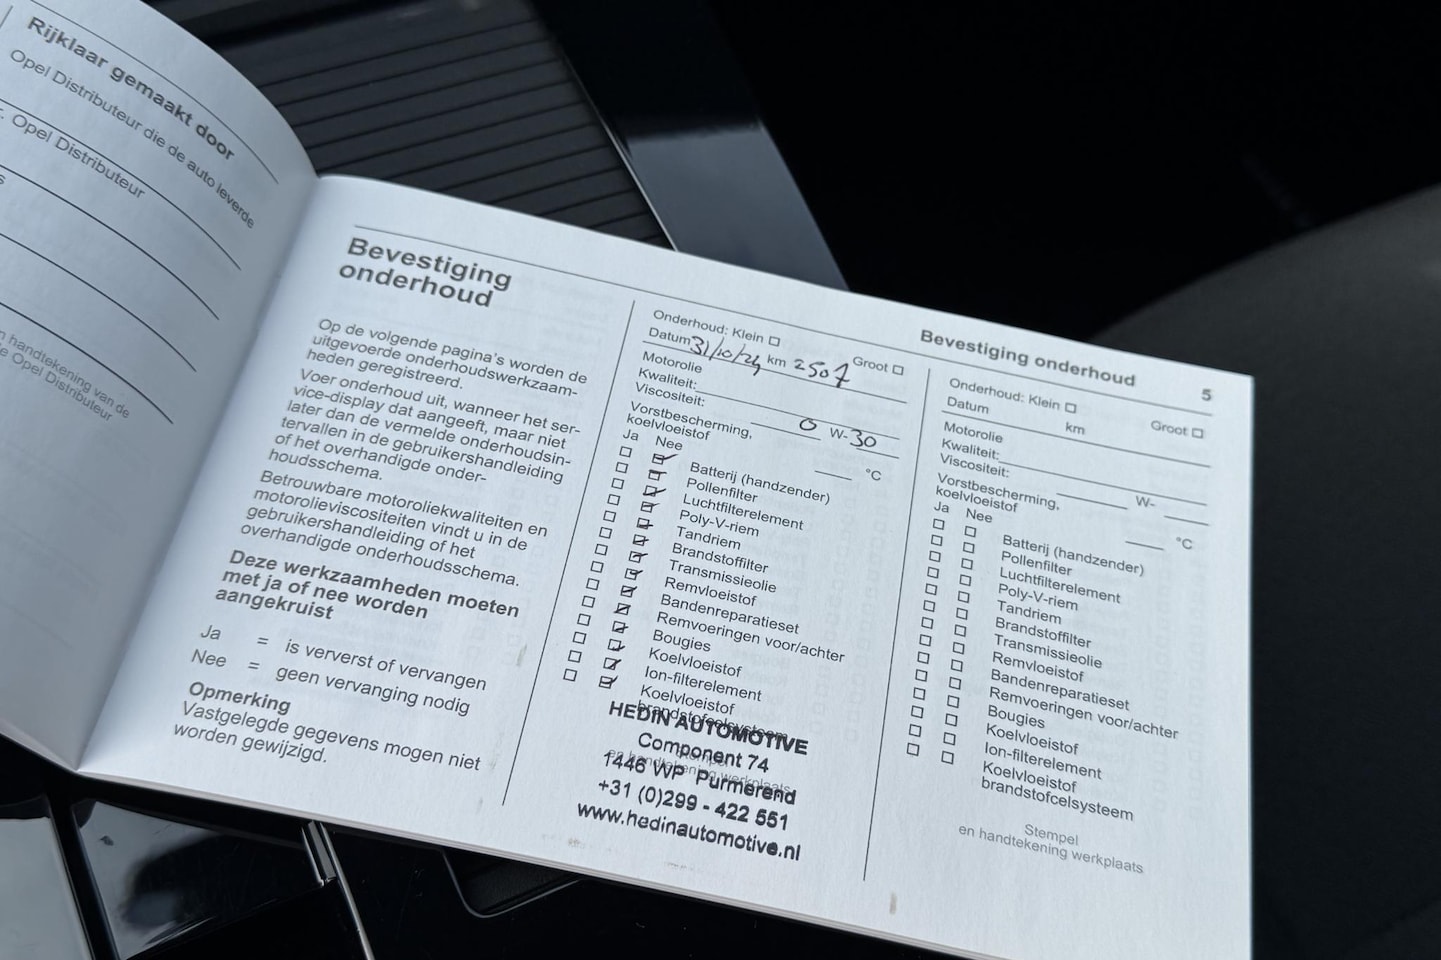 Rijklaar gemaakt door
Opel Distributeur die de auto leverde
Opel Distributeur
handtekening van de
Opel Distributeur
Bevestiging
onderhoud
Op de volgende pagina's worden de
uitgevoerde onderhoudswerkzaam-
heden geregistreerd.
Voer onderhoud uit, wanneer het ser-
vice-display dat aangeeft, maar niet
later dan de vermelde onderhoudsin-
tervallen in de gebruikershandleiding
of het overhandigde onder-
houdsschema.
Betrouwbare motoroliekwaliteiten en
motorolieviscositeiten vindt u in de
gebruikershandleiding of het
overhandigde onderhoudsschema.
Deze werkzaamheden moeten
met ja of nee worden
aangekruist
Ja = is ververst of vervangen
Nee = geen vervanging nodig
Opmerking
Vastgelegde gegevens mogen niet
worden gewijzigd.
Bevestiging onderhoud 5
Onderhoud: Klein Groot
Datum 31/10/24 km 2507
Motorolie
Kwaliteit:
Viscositeit: 0 W- 30
Vorstbescherming,
koelvloeistof °C
Ja Nee
Batterij (handzender)
Pollenfilter
Luchtfilterelement
Poly-V-riem
Tandriem
Brandstoffilter
Transmissieolie
Remvloeistof
Bandenreparatieset
Remvoeringen voor/achter
Bougies
Koelvloeistof
Ion-filterelement
Koelvloeistof
brandstofcelsysteem
Stempel
en handtekening werkplaats
HEDIN AUTOMOTIVE
Component 74
1446 WP Purmerend
+31 (0)299 - 422 551
www.hedinautomotive.nl
Onderhoud: Klein Groot
Datum km
Motorolie
Kwaliteit:
Viscositeit: W-
Vorstbescherming,
koelvloeistof °C
Ja Nee
Batterij (handzender)
Pollenfilter
Luchtfilterelement
Poly-V-riem
Tandriem
Brandstoffilter
Transmissieolie
Remvloeistof
Bandenreparatieset
Remvoeringen voor/achter
Bougies
Koelvloeistof
Ion-filterelement
Koelvloeistof
brandstofcelsysteem
Stempel
en handtekening werkplaats